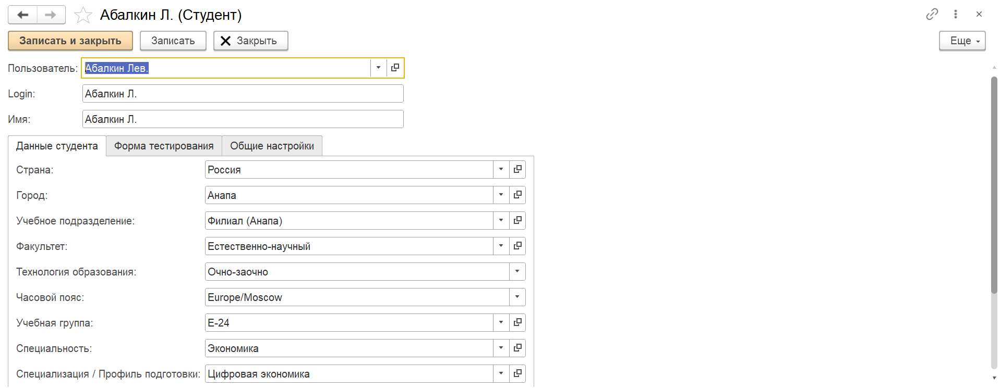 Абалкин Л. (Студент)
Записать и закрыть Записать Закрыть Еще
Пользователь: Абалкин Лев.
Login: Абалкин Л.
Имя: Абалкин Л.
Данные студента Форма тестирования Общие настройки
Страна: Россия
Город: Анапа
Учебное подразделение: Филиал (Анапа)
Факультет: Естественно-научный
Технология образования: Очно-заочно
Часовой пояс: Europe/Moscow
Учебная группа: Е-24
Специальность: Экономика
Специализация / Профиль подготовки: Цифровая экономика